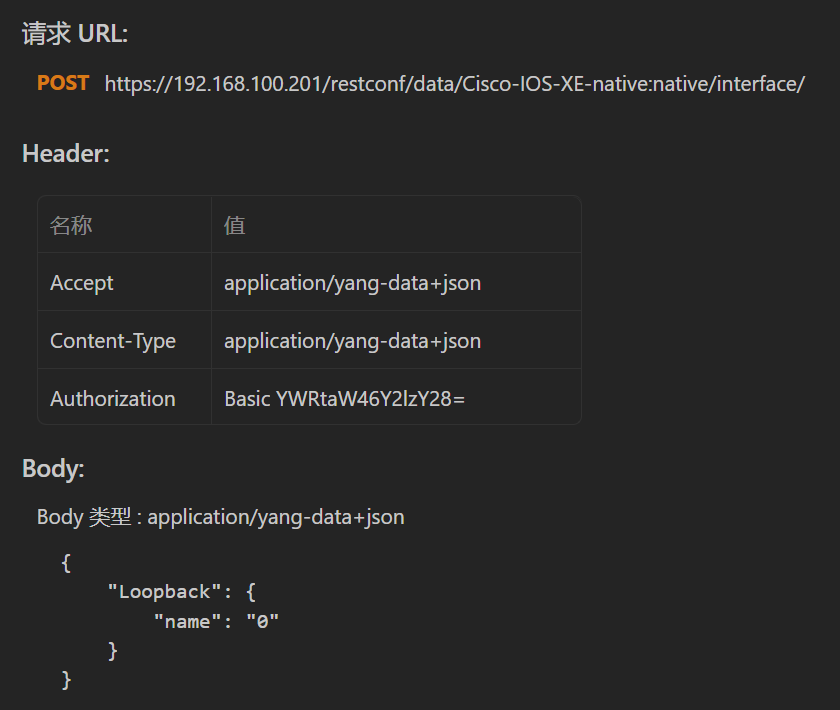 请求 URL:
POST https://192.168.100.201/restconf/data/Cisco-IOS-XE-native:native/interface/
Header:
名称 值
Accept application/yang-data+json
Content-Type application/yang-data+json
Authorization Basic YWRtaW46Y2lzY28=
Body:
Body 类型 : application/yang-data+json
{
    "Loopback": {
        "name": "0"
    }
}